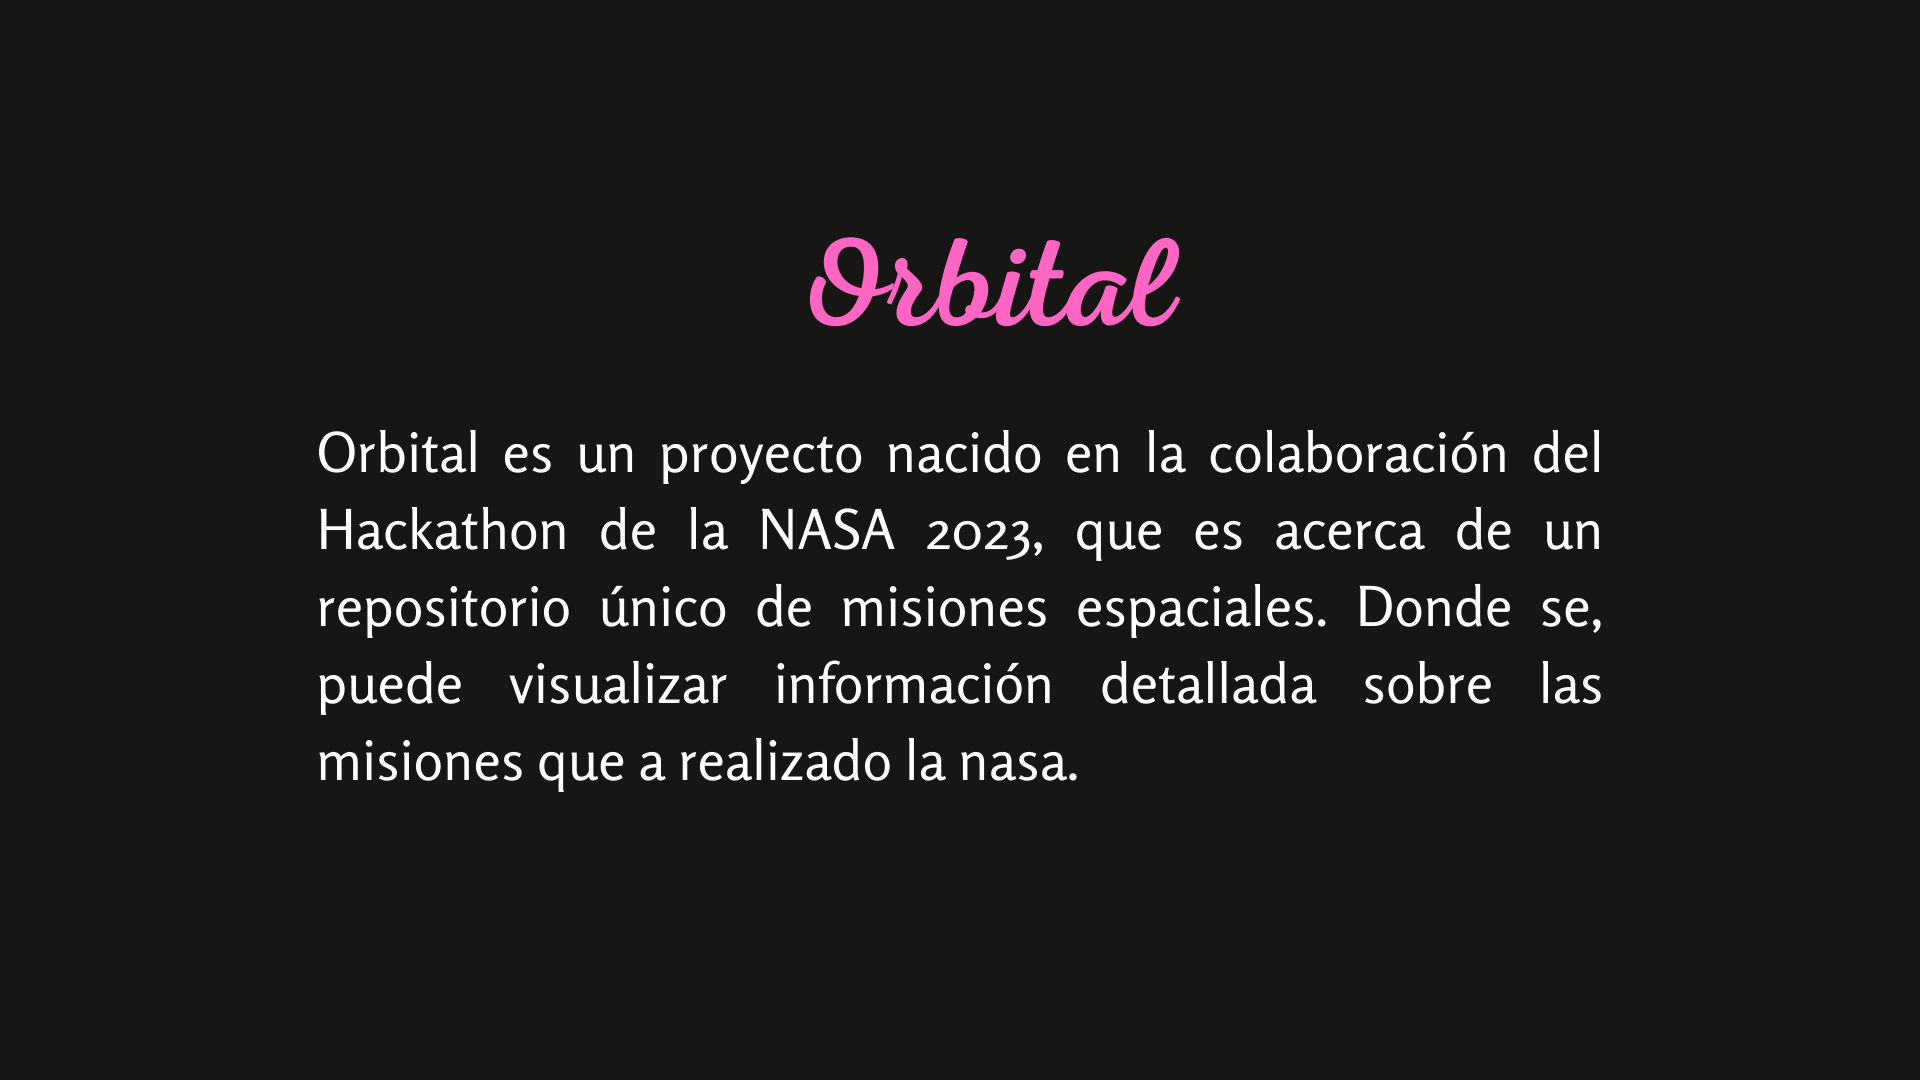 Orbital
Orbital es un proyecto nacido en la colaboración del
Hackathon de la NASA 2023, que es acerca de un
repositorio único de misiones espaciales. Donde se,
puede visualizar información detallada sobre las
misiones que a realizado la nasa.